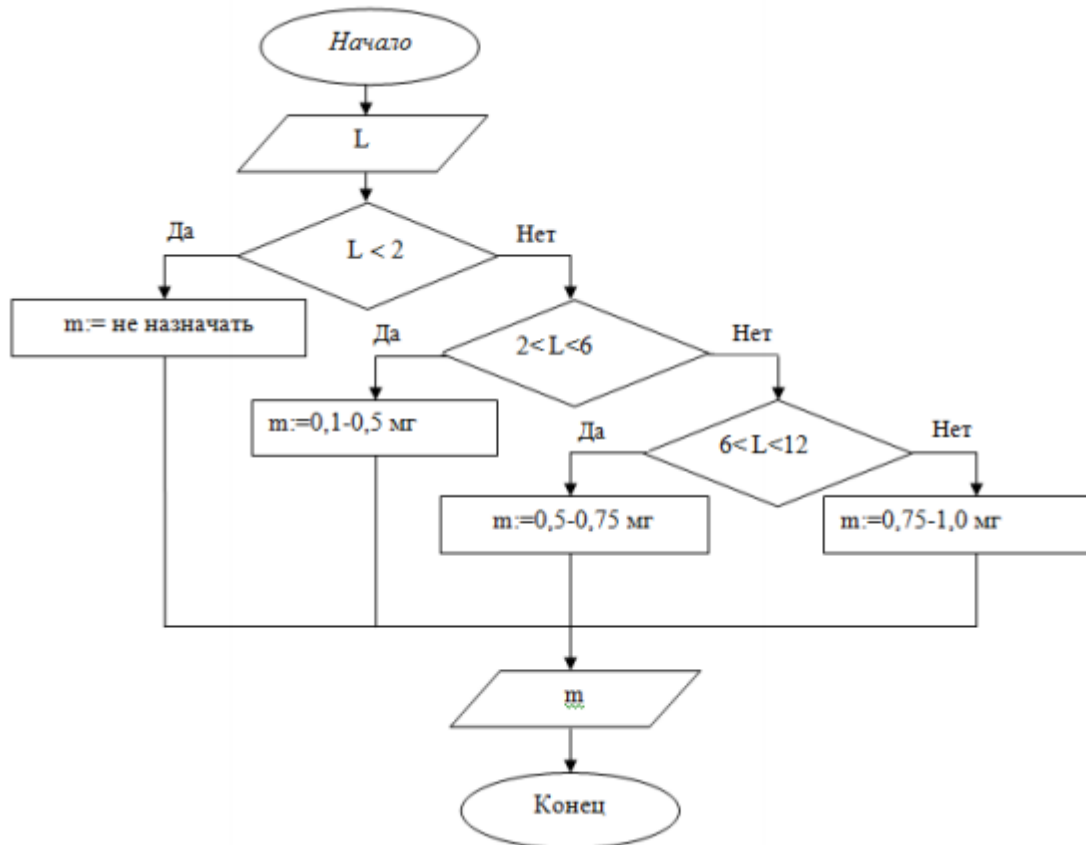 Начало
L
Да
L < 2
Нет
m:= не назначать
Да
2< L<6
Нет
m:=0,1-0,5 мг
Да
6< L<12
Нет
m:=0,5-0,75 мг
m:=0,75-1,0 мг
m
Конец